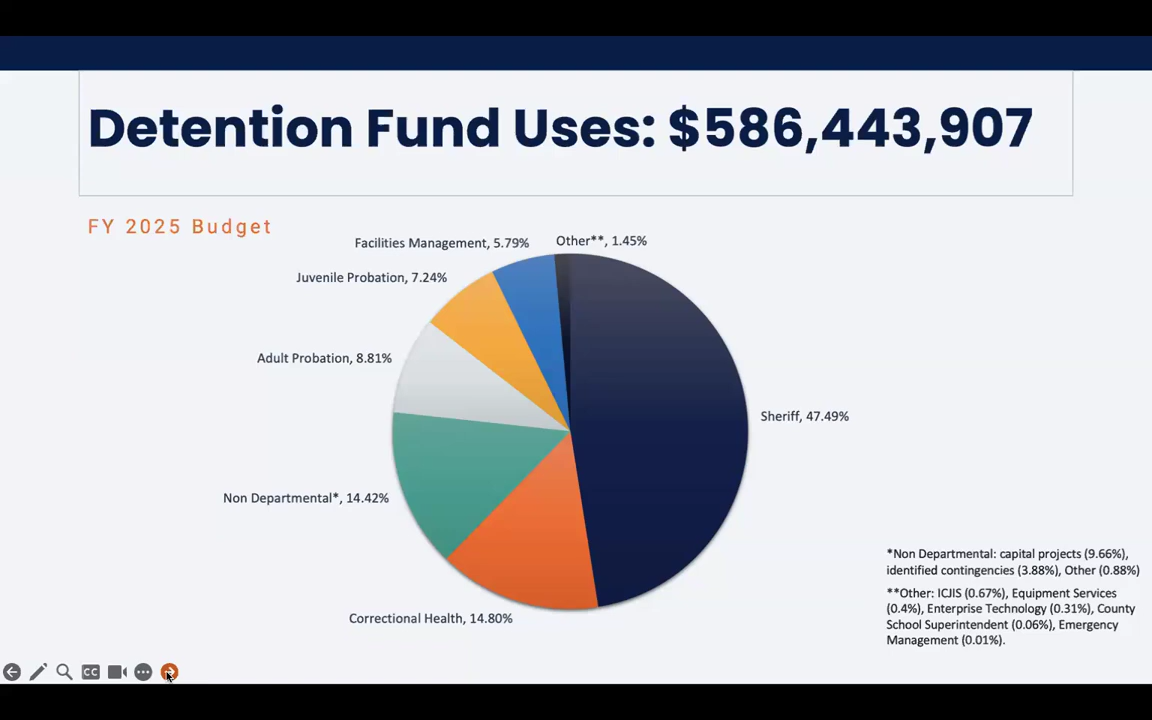 Detention Fund Uses: $586,443,907
FY 2025 Budget
Facilities Management, 5.79%
Other**, 1.45%
Juvenile Probation, 7.24%
Adult Probation, 8.81%
Sheriff, 47.49%
Non Departmental*, 14.42%
Correctional Health, 14.80%
*Non Departmental: capital projects (9.66%),
identified contingencies (3.88%), Other (0.88%)
**Other: ICJIS (0.67%), Equipment Services
(0.4%), Enterprise Technology (0.31%), County
School Superintendent (0.06%), Emergency
Management (0.01%).
CC